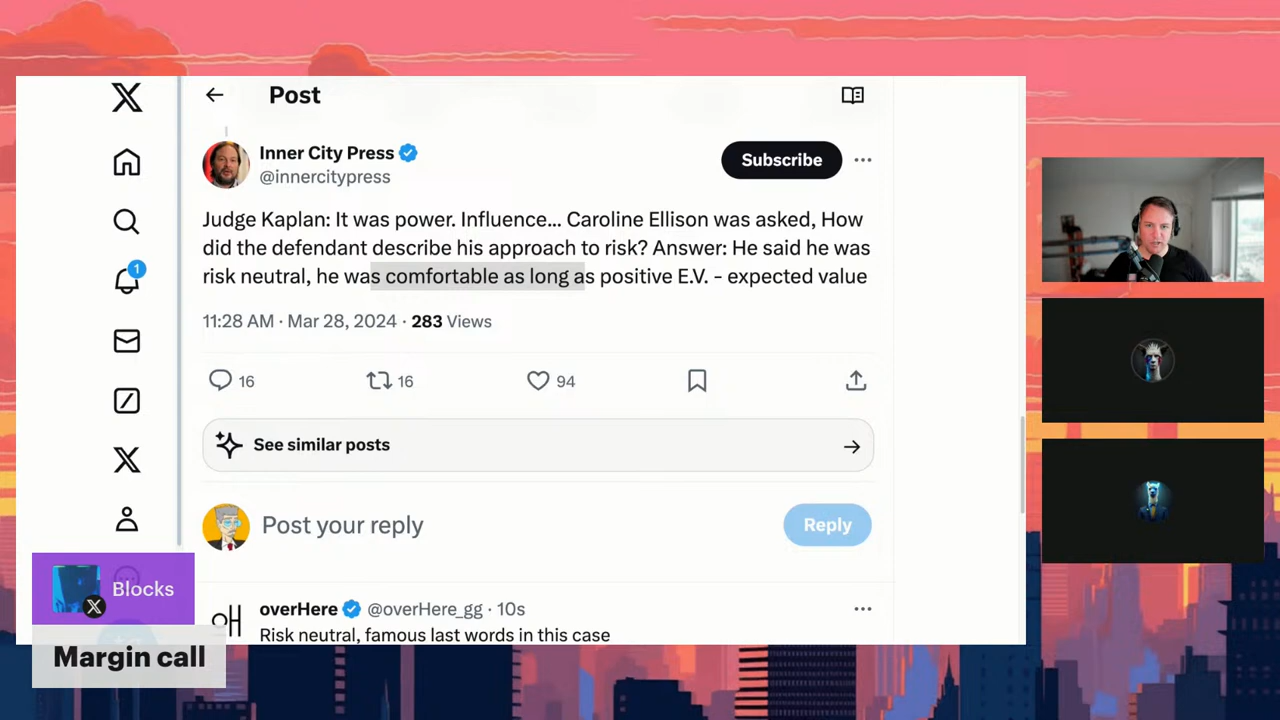 Post
Inner City Press
@innercitypress
Subscribe
Judge Kaplan: It was power. Influence... Caroline Ellison was asked, How
did the defendant describe his approach to risk? Answer: He said he was
risk neutral, he was comfortable as long as positive E.V. - expected value
11:28 AM · Mar 28, 2024 · 283 Views
16
16
94
See similar posts
Post your reply
Reply
overHere @overHere_gg · 10s
Risk neutral, famous last words in this case
1
Blocks
Margin call